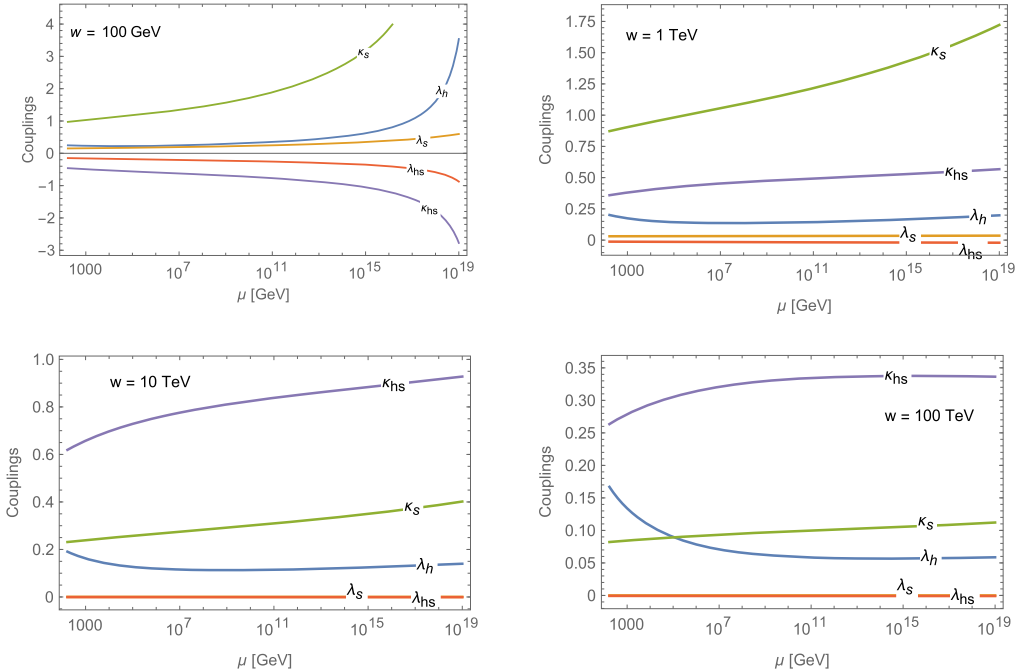 w = 100 GeV
4
3
2
1
0
−1
−2
−3
Couplings
κs
λh
λs
λhs
κhs
1000 10^7 10^11 10^15 10^19
μ [GeV]
w = 1 TeV
1.75
1.50
1.25
1.00
0.75
0.50
0.25
0
Couplings
κs
κhs
λh
λs
λhs
1000 10^7 10^11 10^15 10^19
μ [GeV]
w = 10 TeV
1.0
0.8
0.6
0.4
0.2
0
Couplings
κhs
κs
λh
λs
λhs
1000 10^7 10^11 10^15 10^19
μ [GeV]
w = 100 TeV
0.35
0.30
0.25
0.20
0.15
0.10
0.05
0
Couplings
κhs
κs
λh
λs
λhs
1000 10^7 10^11 10^15 10^19
μ [GeV]